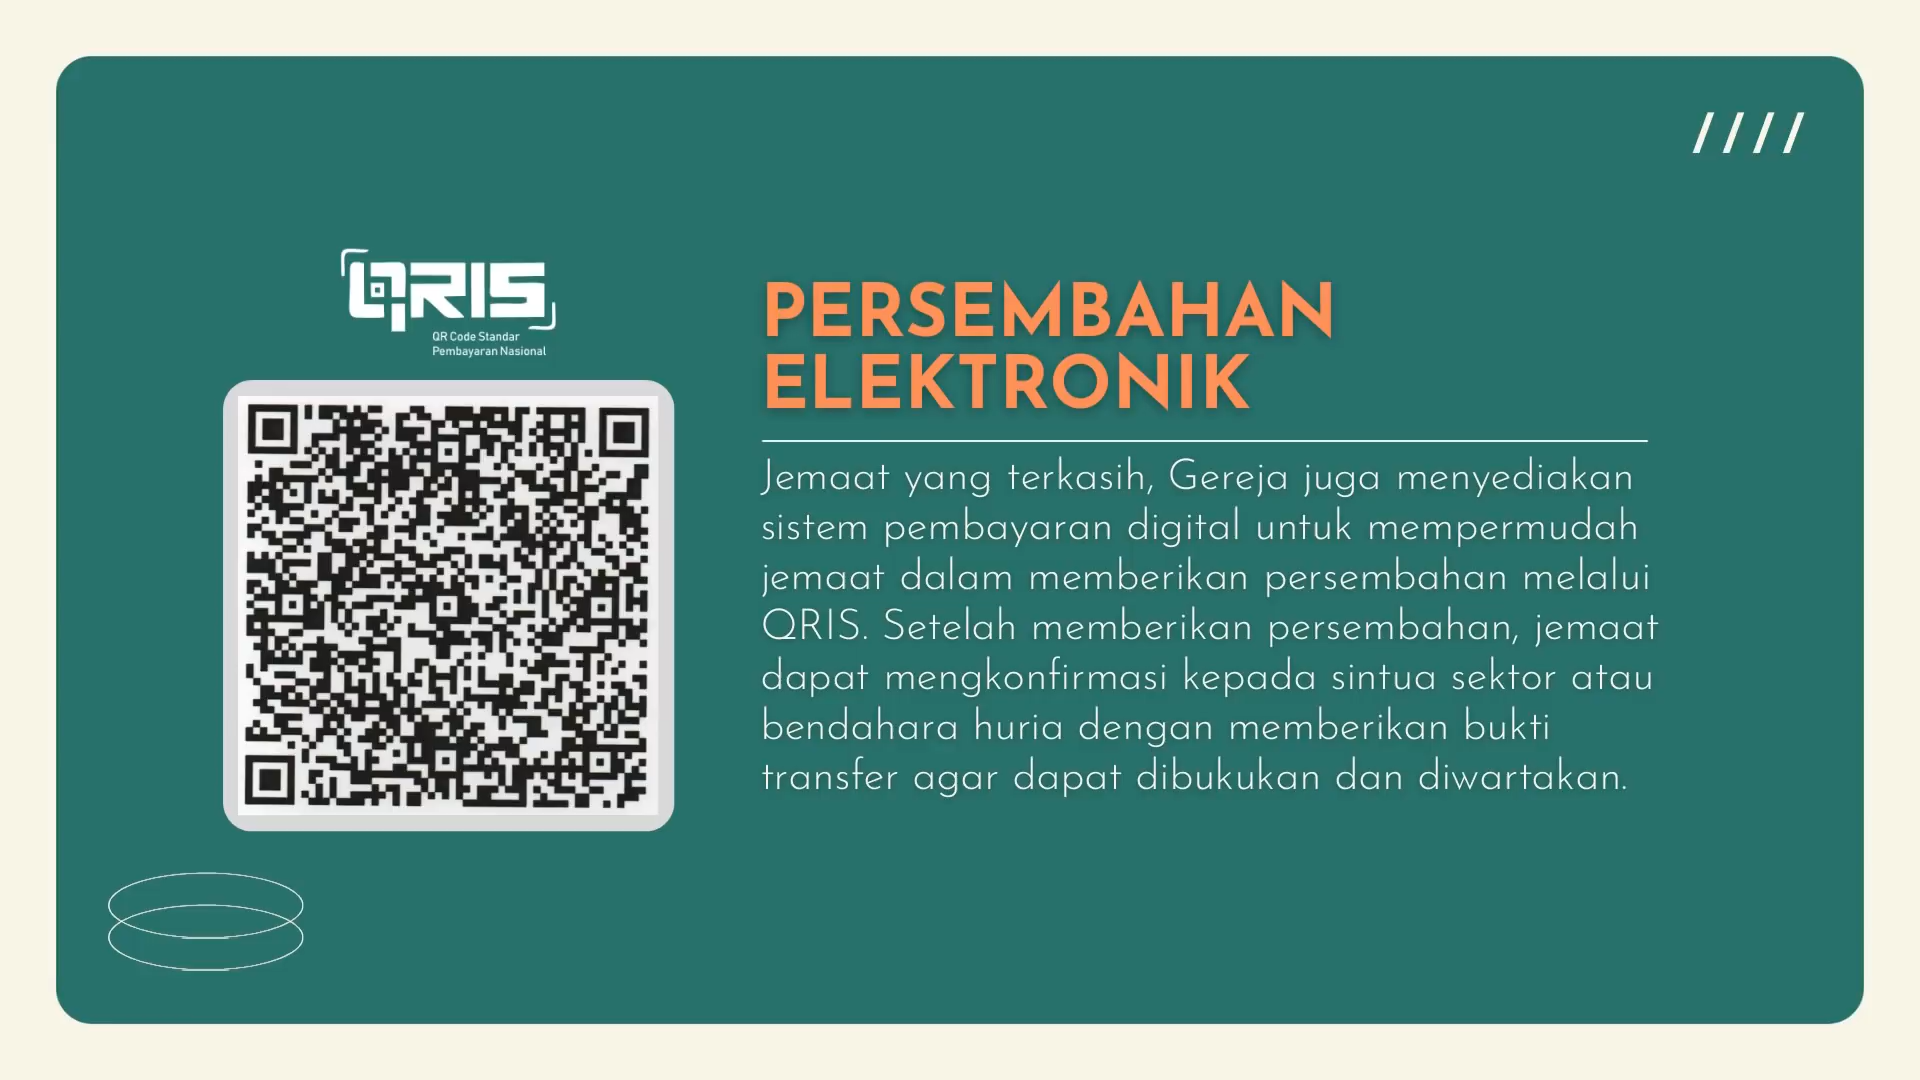 QRIS
QR Code Standar
Pembayaran Nasional
PERSEMBAHAN
ELEKTRONIK
Jemaat yang terkasih, Gereja juga menyediakan
sistem pembayaran digital untuk mempermudah
jemaat dalam memberikan persembahan melalui
QRIS. Setelah memberikan persembahan, jemaat
dapat mengkonfirmasi kepada sintua sektor atau
bendahara huria dengan memberikan bukti
transfer agar dapat dibukukan dan diwartakan.